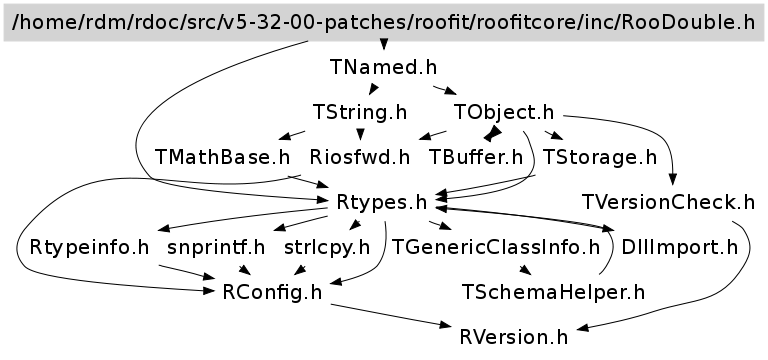 /home/rdm/rdoc/src/v5-32-00-patches/roofit/roofitcore/inc/RooDouble.h
TNamed.h
TString.h TObject.h
TMathBase.h Riosfwd.h TBuffer.h TStorage.h
Rtypes.h TVersionCheck.h
Rtypeinfo.h snprintf.h strlcpy.h TGenericClassInfo.h DllImport.h
RConfig.h TSchemaHelper.h
RVersion.h